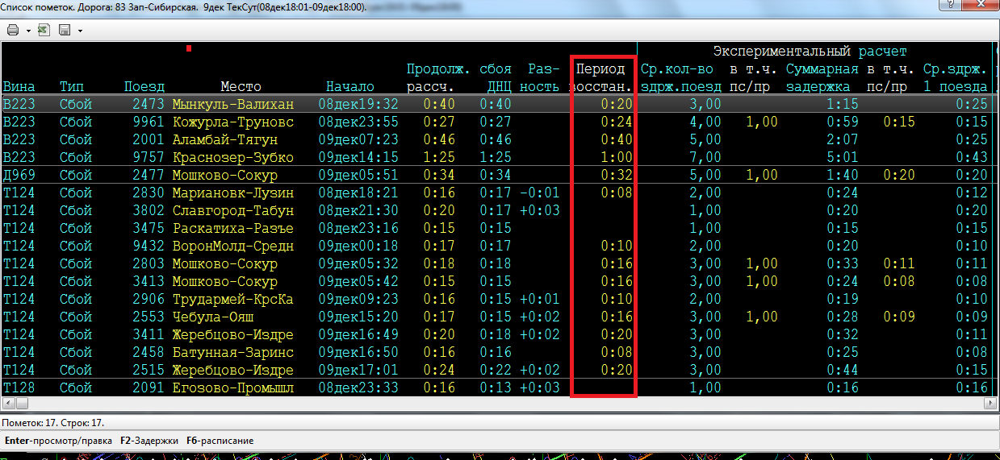 Список пометок. Дорога: 83 Зап-Сибирская. 9дек ТекСут(08дек18:01-09дек18:00).
Экспериментальный расчет
Продолж. сбоя Раз- Период Ср.кол-во в т.ч. Суммарная в т.ч. Ср.здрж.
Вина Тип Поезд Место Начало рассч. ДНЦ ность восстан. здрж.поезд пс/пр задержка пс/пр 1 поезда
В223 Сбой 2473 Мынкуль-Валихан 08дек19:32 0:40 0:40 0:20 3,00 1:15 0:25
В223 Сбой 9961 Кожурла-Труновс 08дек23:55 0:27 0:27 0:24 4,00 1,00 0:59 0:15 0:15
В223 Сбой 2001 Аламбай-Тягун 09дек07:23 0:46 0:46 0:40 5,00 2:07 0:25
В223 Сбой 9757 Краснозер-Зубко 09дек14:15 1:25 1:25 1:00 7,00 5:01 0:43
Д969 Сбой 2477 Мошково-Сокур 09дек05:51 0:34 0:34 0:32 5,00 1,00 1:40 0:20 0:20
Т124 Сбой 2830 Мариановк-Лузин 08дек18:21 0:16 0:17 -0:01 0:08 2,00 0:24 0:12
Т124 Сбой 3802 Славгород-Табун 08дек21:30 0:20 0:17 +0:03 1,00 0:20 0:20
Т124 Сбой 3475 Раскатиха-Разъе 08дек23:16 0:15 0:15 1,00 0:15 0:15
Т124 Сбой 9432 ВоронМолд-Средн 09дек00:18 0:17 0:17 0:10 2,00 0:20 0:10
Т124 Сбой 2803 Мошково-Сокур 09дек05:32 0:18 0:18 0:16 3,00 1,00 0:33 0:11 0:11
Т124 Сбой 3413 Мошково-Сокур 09дек05:42 0:15 0:15 0:16 3,00 1,00 0:24 0:08 0:08
Т124 Сбой 2906 Трудармей-КрсКа 09дек09:23 0:16 0:15 +0:01 0:10 2,00 0:19 0:10
Т124 Сбой 2553 Чебула-Ояш 09дек15:20 0:17 0:15 +0:02 0:16 3,00 1,00 0:28 0:09 0:09
Т124 Сбой 3411 Жеребцово-Издре 09дек16:49 0:20 0:18 +0:02 0:20 3,00 0:32 0:11
Т124 Сбой 2458 Батунная-Заринс 09дек16:50 0:16 0:16 0:08 3,00 0:25 0:08
Т124 Сбой 2515 Жеребцово-Издре 09дек17:01 0:24 0:22 +0:02 0:20 3,00 0:44 0:15
Т128 Сбой 2091 Егозово-Промышл 08дек23:33 0:16 0:13 +0:03 1,00 0:16 0:16
Пометок: 17. Строк: 17.
Enter-просмотр/правка F2-Задержки F6-расписание